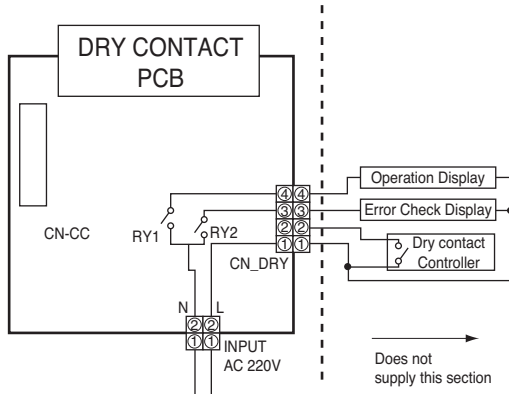 DRY CONTACT
PCB
CN-CC
RY1
RY2
④④
③③
②②
①①
CN_DRY
Operation Display
Error Check Display
Dry contact
Controller
N L
②②
①①
INPUT
AC 220V
Does not
supply this section